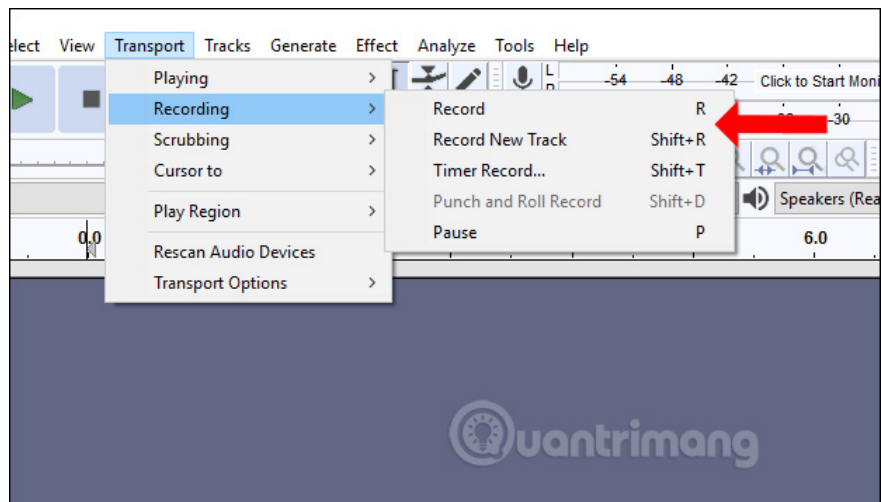 View Transport Tracks Generate Effect Analyze Tools Help
Playing
Recording
Scrubbing
Cursor to
Play Region
Rescan Audio Devices
Transport Options
Record R
Record New Track Shift+R
Timer Record... Shift+T
Punch and Roll Record Shift+D
Pause P
-54 -48 -42 Click to Start Moni
-30
Speakers (Rea
0.0 6.0
Quantrimang